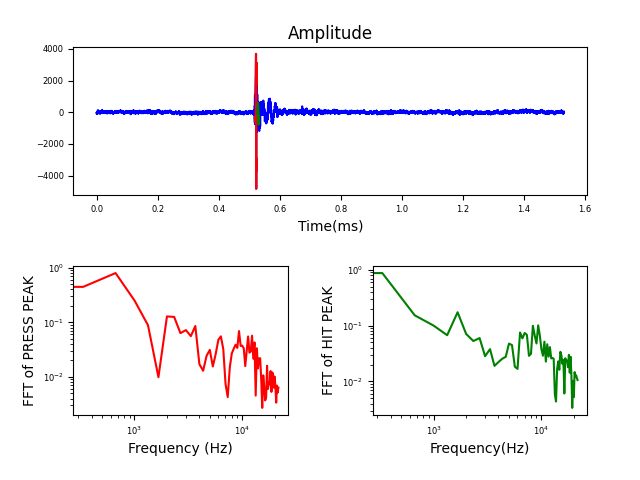 Amplitude
4000
2000
0
−2000
−4000
0.0 0.2 0.4 0.6 0.8 1.0 1.2 1.4 1.6
Time(ms)
FFT of PRESS PEAK
10⁰
10⁻¹
10⁻²
10³ 10⁴
Frequency (Hz)
FFT of HIT PEAK
10⁰
10⁻¹
10⁻²
10³ 10⁴
Frequency(Hz)